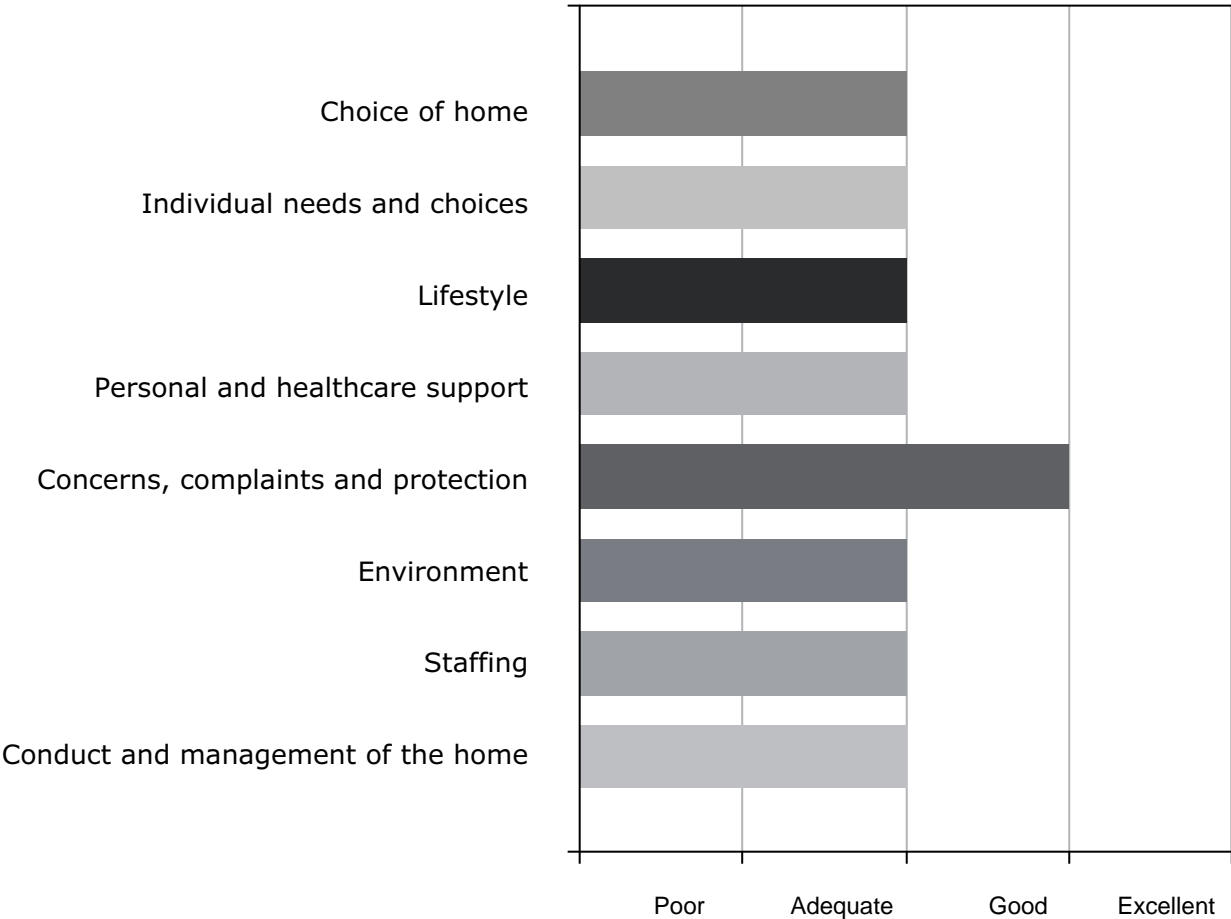 Choice of home
Individual needs and choices
Lifestyle
Personal and healthcare support
Concerns, complaints and protection
Environment
Staffing
Conduct and management of the home
Poor Adequate Good Excellent